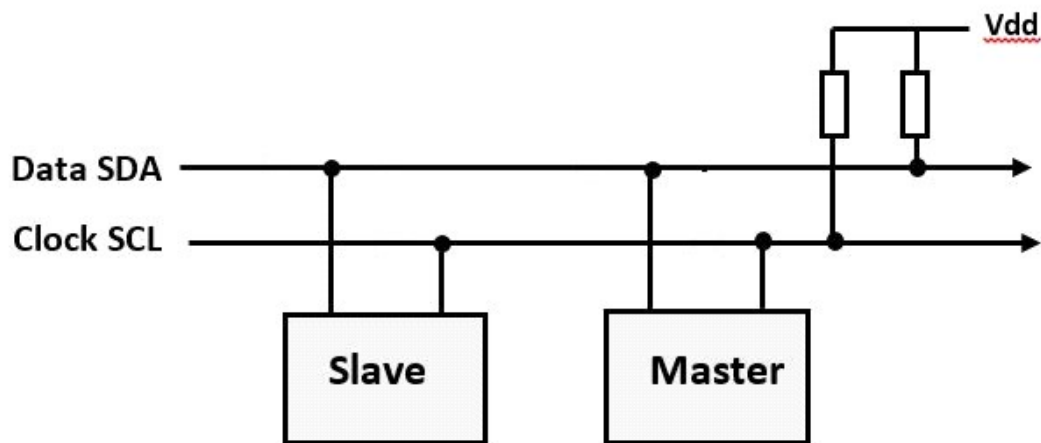 Vdd
Data SDA
Clock SCL
Slave
Master